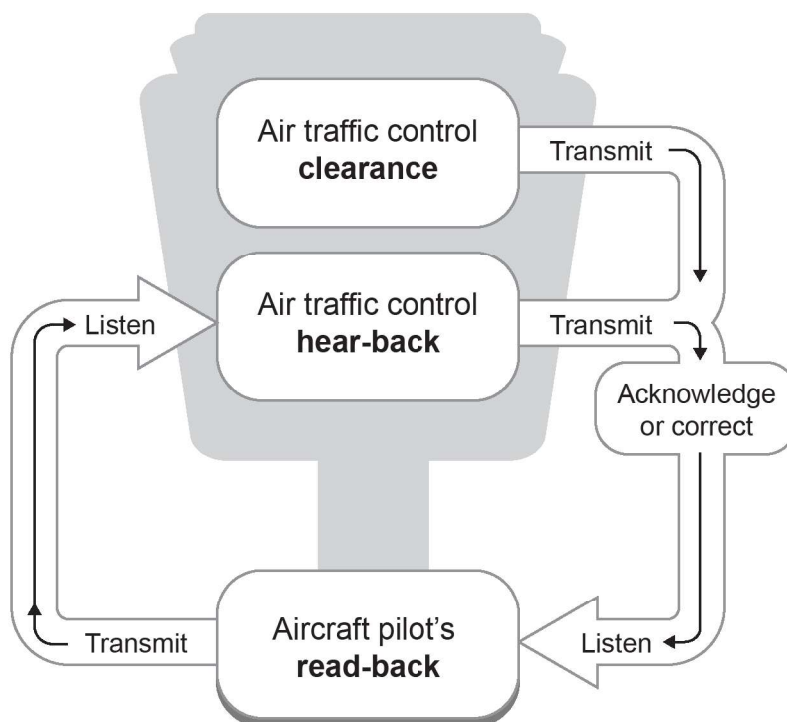 Air traffic control
clearance
Transmit
Air traffic control
hear-back
Transmit
Listen
Acknowledge
or correct
Aircraft pilot's
read-back
Transmit
Listen